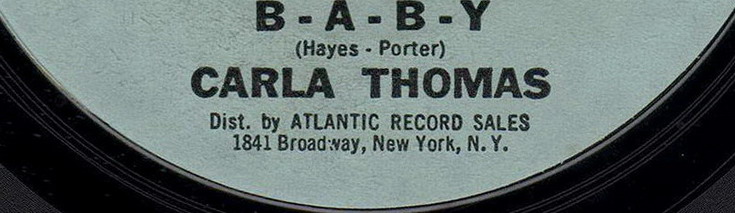 B-A-B-Y
(Hayes - Porter)
CARLA THOMAS
Dist. by ATLANTIC RECORD SALES
1841 Broadway, New York, N.Y.